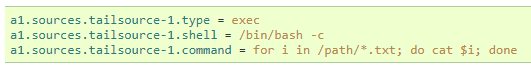 a1.sources.tailsource-1.type = exec
a1.sources.tailsource-1.shell = /bin/bash -c
a1.sources.tailsource-1.command = for i in /path/*.txt; do cat $i; done